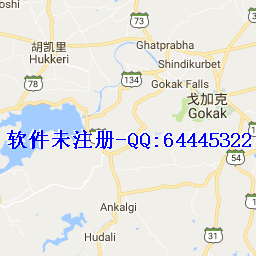 73
Ghatprabha
胡凯里
Hukkeri
Shindikurbet
134
78
Gokak Falls
戈加克
Gokak
软件未注册-QQ:64445322
54
Ankalgi
Hudali
31